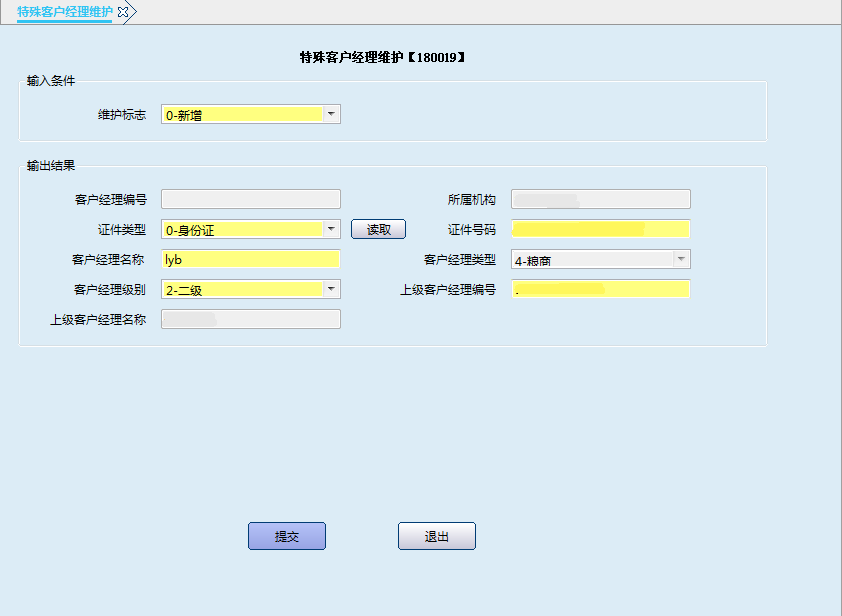 特殊客户经理维护
特殊客户经理维护【180019】
输入条件
维护标志 0-新增
输出结果
客户经理编号 所属机构
证件类型 0-身份证 读取 证件号码
客户经理名称 lyb 客户经理类型 4-粮商
客户经理级别 2-二级 上级客户经理编号
上级客户经理名称
提交 退出